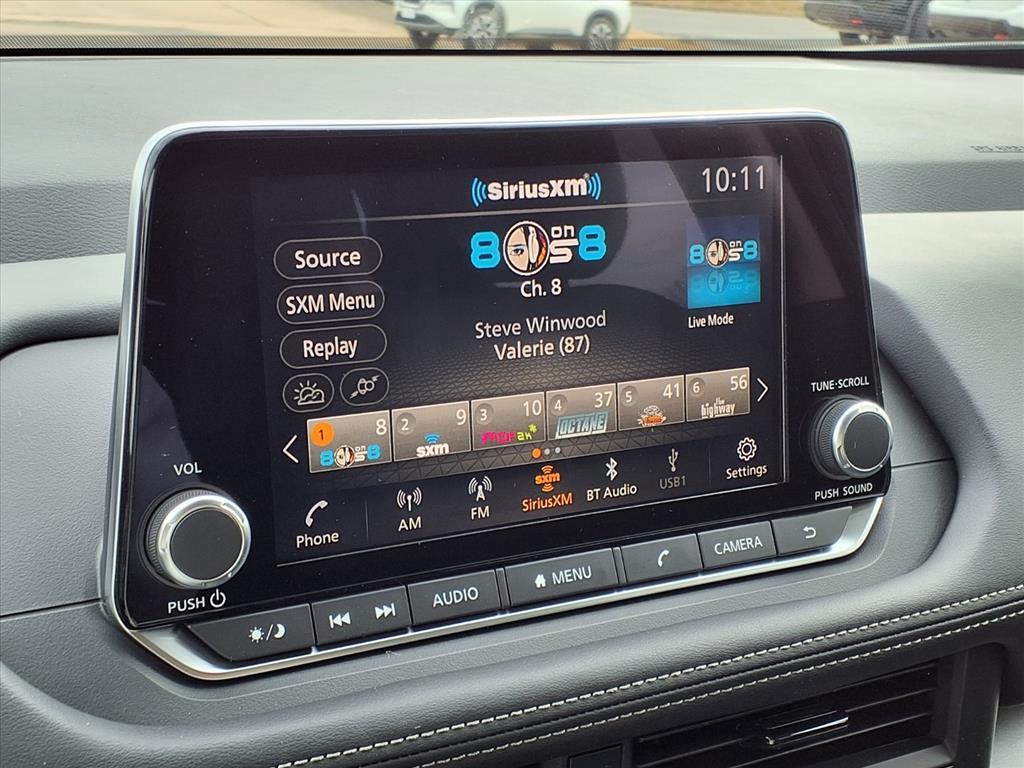 SiriusXM
10:11
80s on 8
Ch. 8
Source
SXM Menu
Replay
Steve Winwood
Valerie (87)
Live Mode
1 8
2 9 sxm
3 10
4 37 OCTANE
5 41
6 56 the highway
Phone
AM
FM
sxm
SiriusXM
BT Audio
USB1
Settings
VOL
PUSH
TUNE·SCROLL
PUSH SOUND
AUDIO
MENU
CAMERA